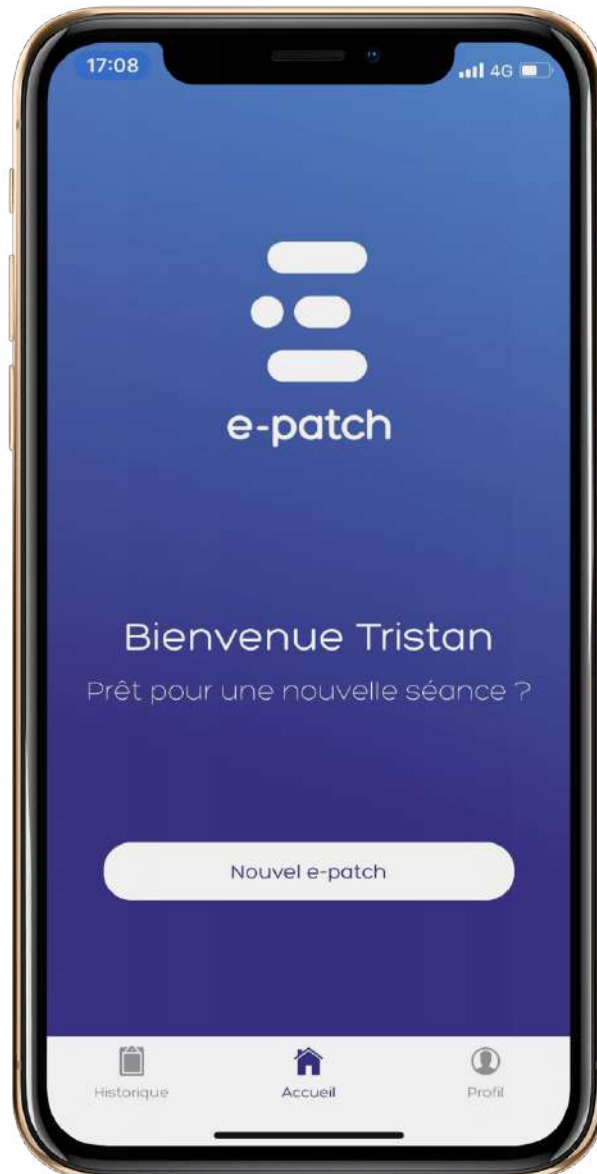 17:08
4G
e-patch
Bienvenue Tristan
Prêt pour une nouvelle séance ?
Nouvel e-patch
Historique
Accueil
Profil